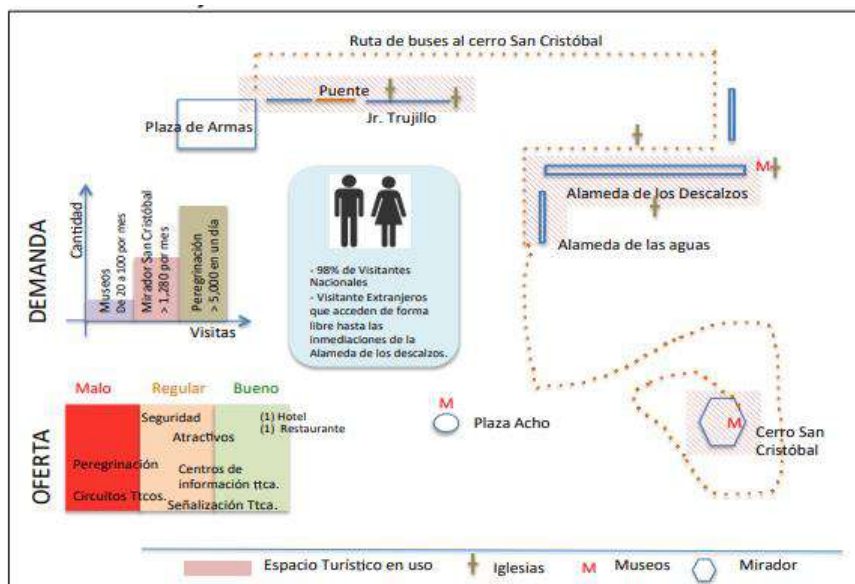 Ruta de buses al cerro San Cristóbal
Puente
Plaza de Armas
Jr. Trujillo
M
Alameda de los Descalzos
Alameda de las aguas
DEMANDA
Cantidad
Museos
De 20 a 100 por mes
Mirador San Cristóbal
> 1,280 por mes
Peregrinación
> 5,000 en un día
Visitas
- 98% de Visitantes
Nacionales
- Visitante Extranjeros
que acceden de forma
libre hasta las
inmediaciones de la
Alameda de los descalzos.
OFERTA
Malo
Regular
Bueno
Peregrinación
Circuitos Ttcos.
Seguridad
Atractivos
Centros de
información ttca.
Señalización Ttca.
(1) Hotel
(1) Restaurante
M
Plaza Acho
M
Cerro San
Cristóbal
Espacio Turístico en uso
Iglesias
M
Museos
Mirador